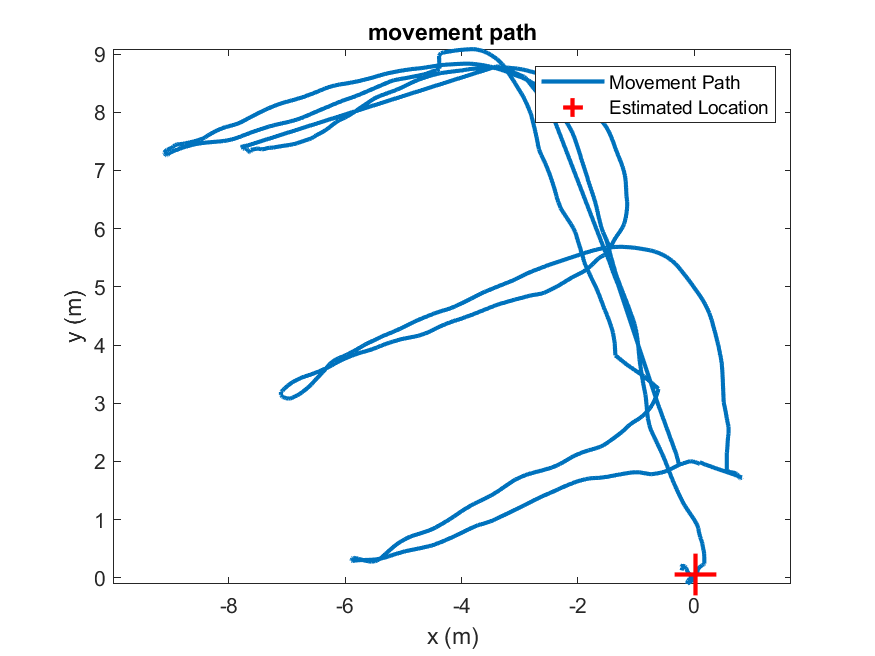 movement path
Movement Path
Estimated Location
9
8
7
6
5
4
3
2
1
0
y (m)
-8 -6 -4 -2 0
x (m)